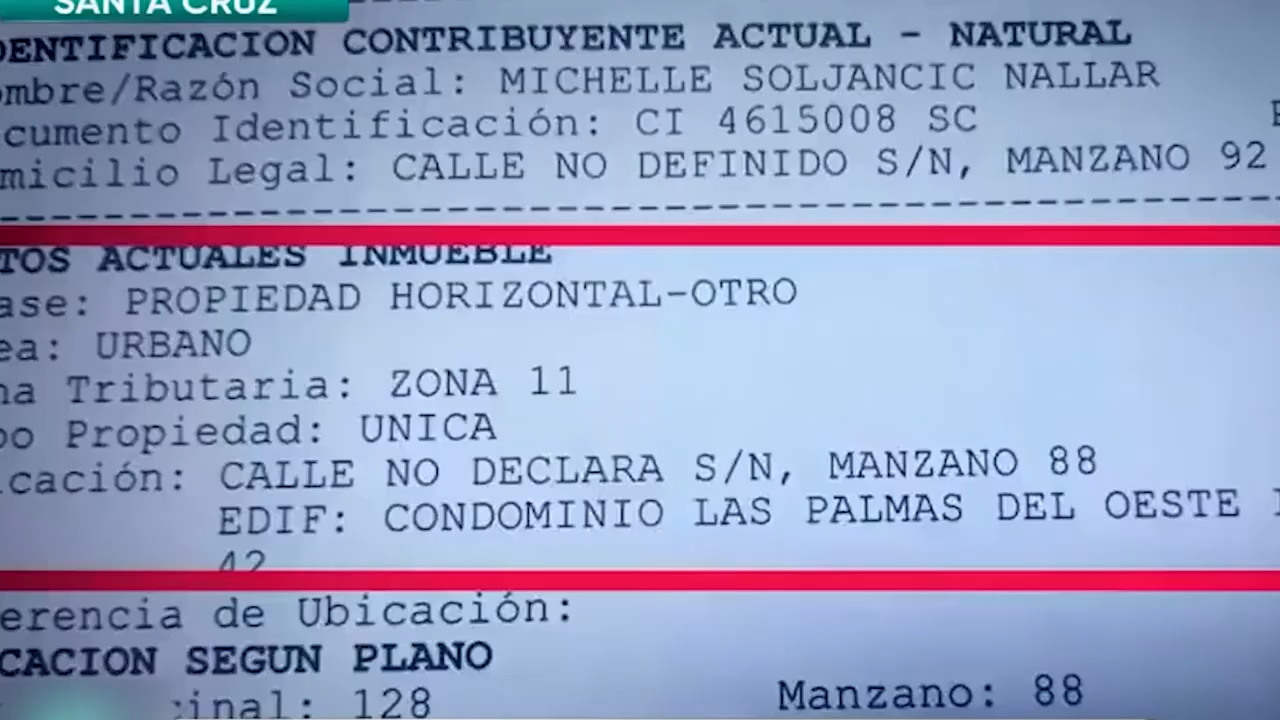 SANTA CRUZ
DENTIFICACION CONTRIBUYENTE ACTUAL - NATURAL
ombre/Razón Social: MICHELLE SOLJANCIC NALLAR
cumento Identificación: CI 4615008 SC
micilio Legal: CALLE NO DEFINIDO S/N, MANZANO 92
TOS ACTUALES INMUEBLE
ase: PROPIEDAD HORIZONTAL-OTRO
ea: URBANO
na Tributaria: ZONA 11
po Propiedad: UNICA
icación: CALLE NO DECLARA S/N, MANZANO 88
EDIF: CONDOMINIO LAS PALMAS DEL OESTE
42
erencia de Ubicación:
CACION SEGUN PLANO
inal: 128 Manzano: 88